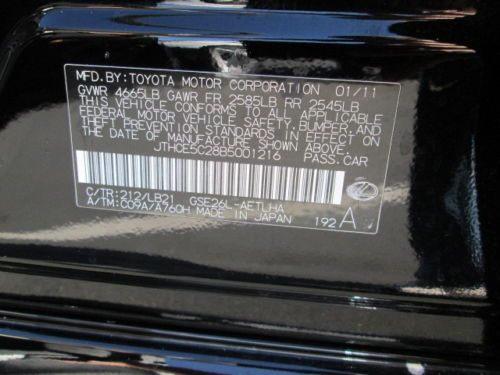 MFD.BY:TOYOTA MOTOR CORPORATION 01/11
GVWR 4665LB GAWR FR 2585LB RR 2545LB
THIS VEHICLE CONFORMS TO ALL APPLICABLE
FEDERAL MOTOR VEHICLE SAFETY, BUMPER, AND
THEFT PREVENTION STANDARDS IN EFFECT ON
THE DATE OF MANUFACTURE SHOWN ABOVE.
JTHCE5C28B5001216 PASS.CAR
C/TR:212/LB21 GSE26L-AETLHA
A/TM:C09A/A760H MADE IN JAPAN 192 A